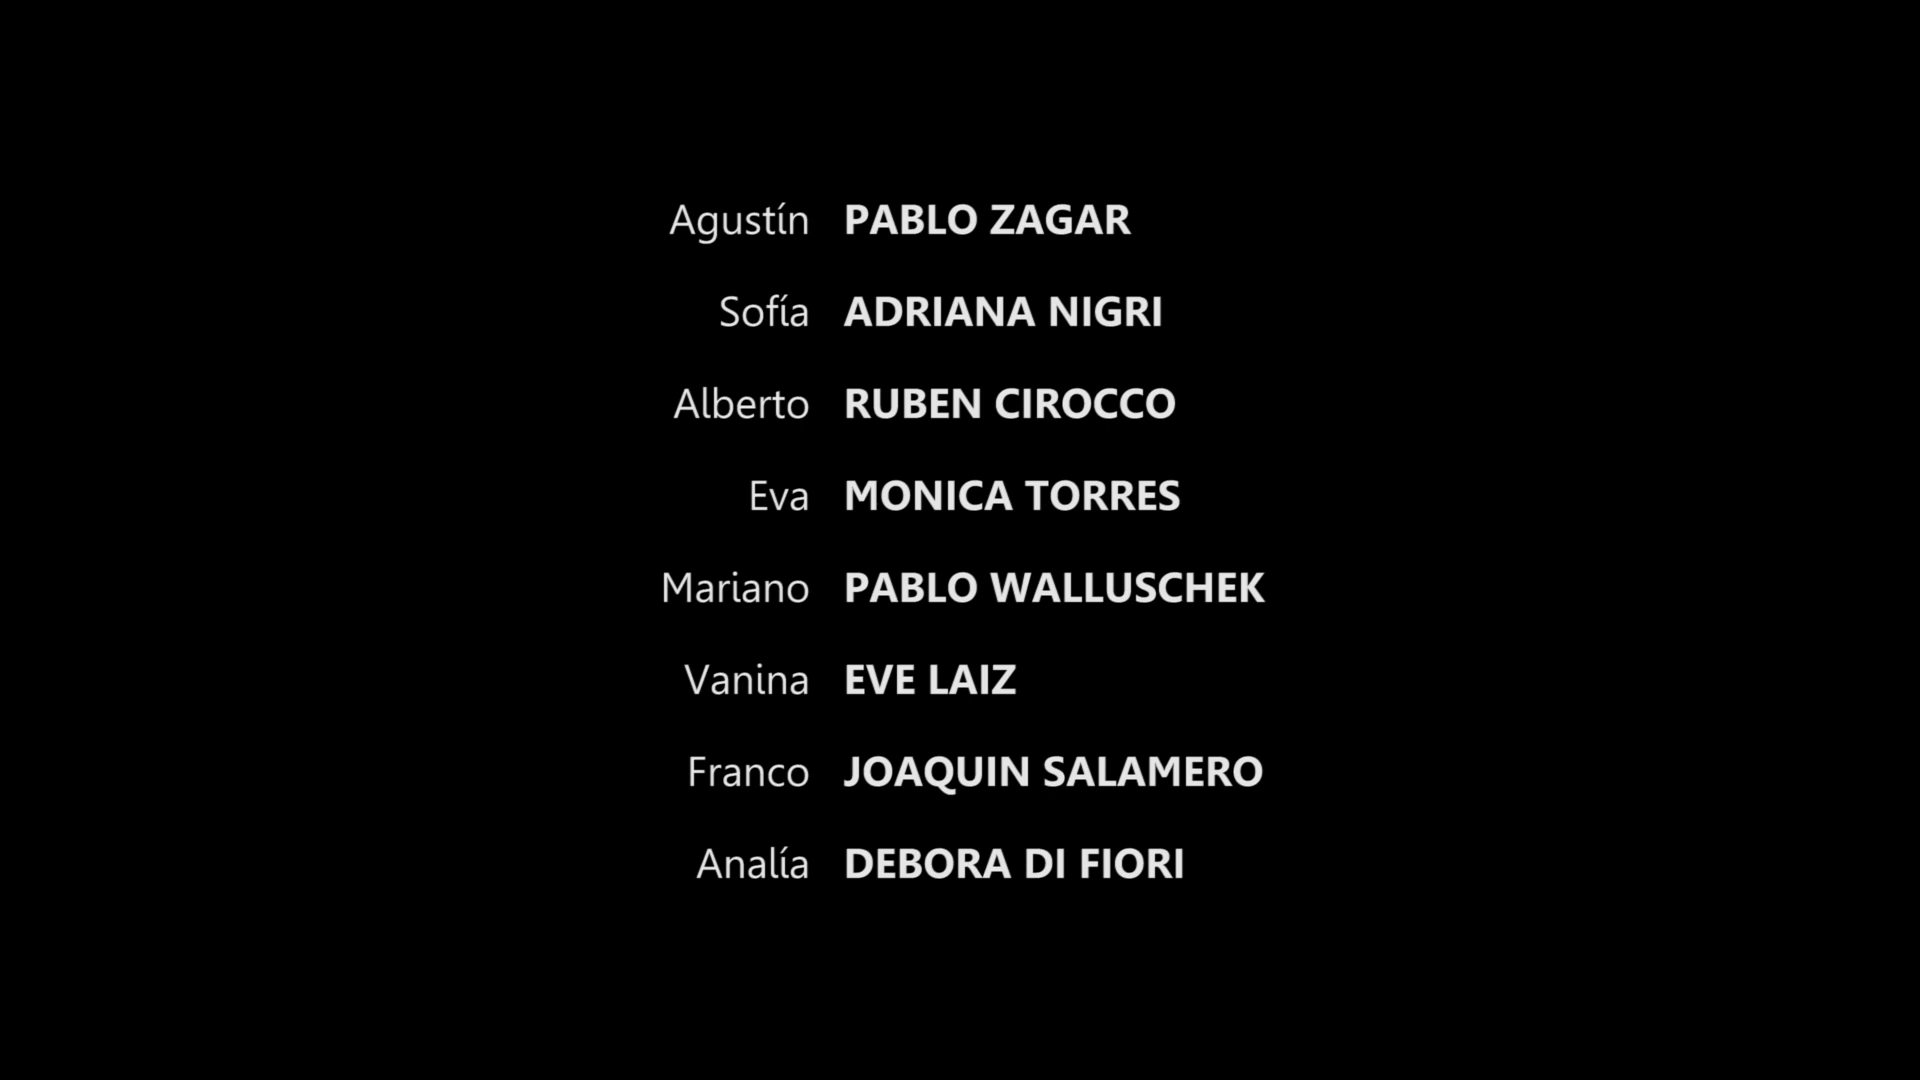 Agustín PABLO ZAGAR
Sofía ADRIANA NIGRI
Alberto RUBEN CIROCCO
Eva MONICA TORRES
Mariano PABLO WALLUSCHEK
Vanina EVE LAIZ
Franco JOAQUIN SALAMERO
Analía DEBORA DI FIORI